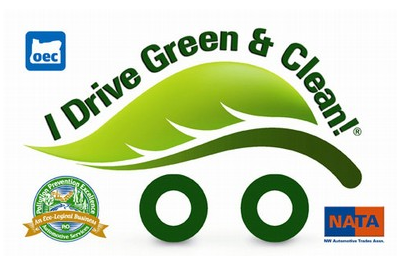 oec
I Drive Green & Clean!®
Pollution Prevention Excellence
An Eco-Logical Business
Automotive Services
NATA
NW Automotive Trades Assn.